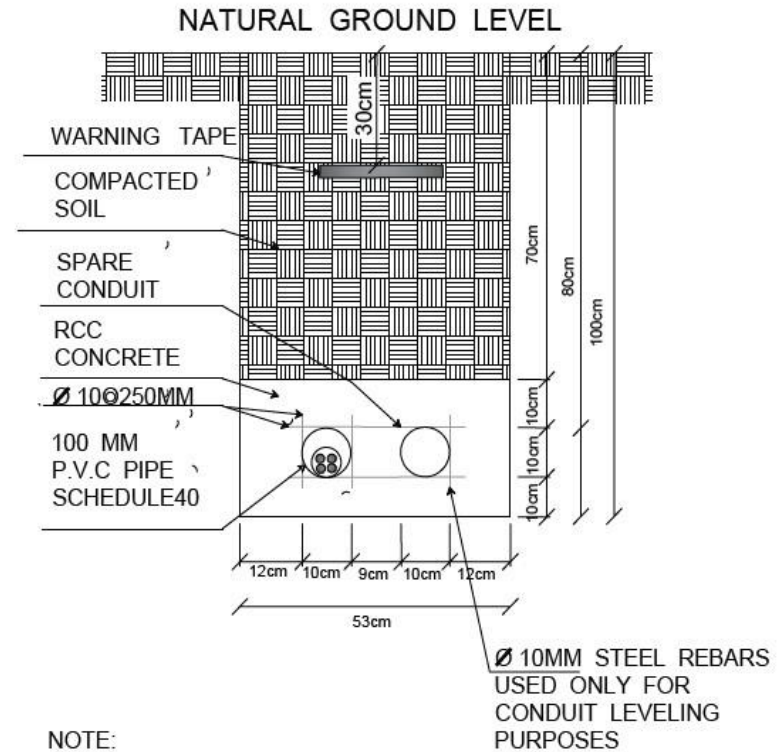 NATURAL GROUND LEVEL
30cm
WARNING TAPE
COMPACTED
SOIL
SPARE
CONDUIT
RCC
CONCRETE
Ø 10@250MM
100 MM
P.V.C PIPE
SCHEDULE40
70cm
80cm
100cm
10cm
10cm
10cm
12cm 10cm 9cm 10cm 12cm
53cm
Ø 10MM STEEL REBARS
USED ONLY FOR
CONDUIT LEVELING
PURPOSES
NOTE: